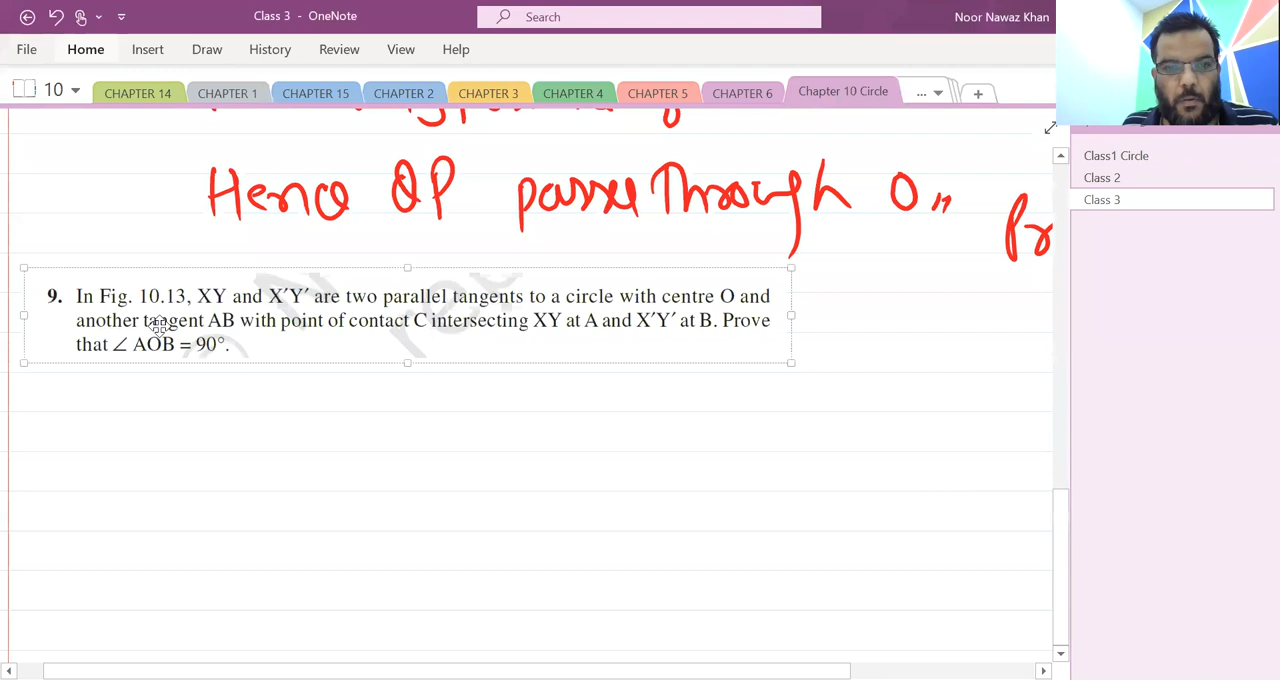 Class 3 - OneNote
Search
Noor Nawaz Khan
File Home Insert Draw History Review View Help
10 CHAPTER 14 CHAPTER 1 CHAPTER 15 CHAPTER 2 CHAPTER 3 CHAPTER 4 CHAPTER 5 CHAPTER 6 Chapter 10 Circle ... +
Class1 Circle
Class 2
Class 3
Hence QP passes Through O,,
9. In Fig. 10.13, XY and X′Y′ are two parallel tangents to a circle with centre O and
another tangent AB with point of contact C intersecting XY at A and X′Y′ at B. Prove
that ∠ AOB = 90°.